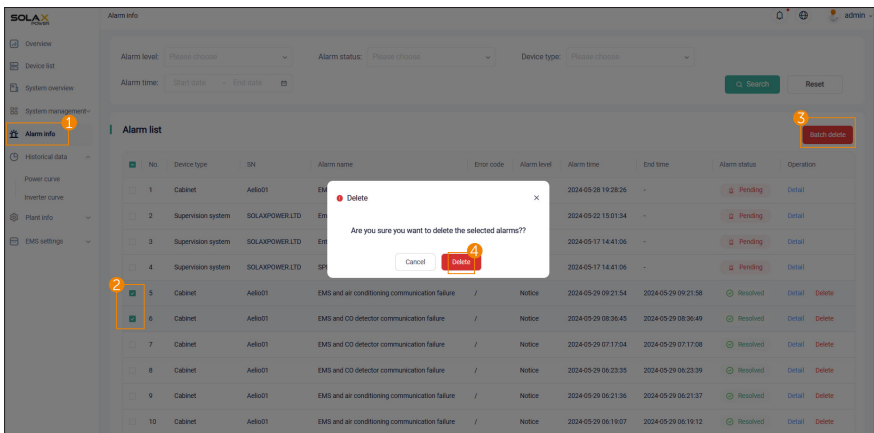 SOLAX
POWER
Alarm info
admin
Overview
Device list
System overview
System management
1
Alarm info
Historical data
Power curve
Inverter curve
Plant info
EMS settings
Alarm level: Please choose Alarm status: Please choose Device type: Please choose
Alarm time: Start date - End date Search Reset
Alarm list
3
Batch delete
No. Device type SN Alarm name Error code Alarm level Alarm time End time Alarm status Operation
1 Cabinet Aelio01 EM 2024-05-28 19:28:26 - Pending Detail
2 Supervision system SOLAXPOWER.LTD Em 2024-05-22 15:01:34 - Pending Detail
3 Supervision system SOLAXPOWER.LTD Ent 2024-05-17 14:41:06 - Pending Detail
4 Supervision system SOLAXPOWER.LTD SP 2024-05-17 14:41:06 - Pending Detail
Delete ×
Are you sure you want to delete the selected alarms??
4
Cancel Delete
2
5 Cabinet Aelio01 EMS and air conditioning communication failure / Notice 2024-05-29 09:21:54 2024-05-29 09:21:58 Resolved Detail Delete
6 Cabinet Aelio01 EMS and CO detector communication failure / Notice 2024-05-29 08:36:45 2024-05-29 08:36:49 Resolved Detail Delete
7 Cabinet Aelio01 EMS and CO detector communication failure / Notice 2024-05-29 07:17:04 2024-05-29 07:17:08 Resolved Detail Delete
8 Cabinet Aelio01 EMS and CO detector communication failure / Notice 2024-05-29 06:23:35 2024-05-29 06:23:39 Resolved Detail Delete
9 Cabinet Aelio01 EMS and air conditioning communication failure / Notice 2024-05-29 06:21:36 2024-05-29 06:21:37 Resolved Detail Delete
10 Cabinet Aelio01 EMS and air conditioning communication failure / Notice 2024-05-29 06:19:07 2024-05-29 06:19:12 Resolved Detail Delete